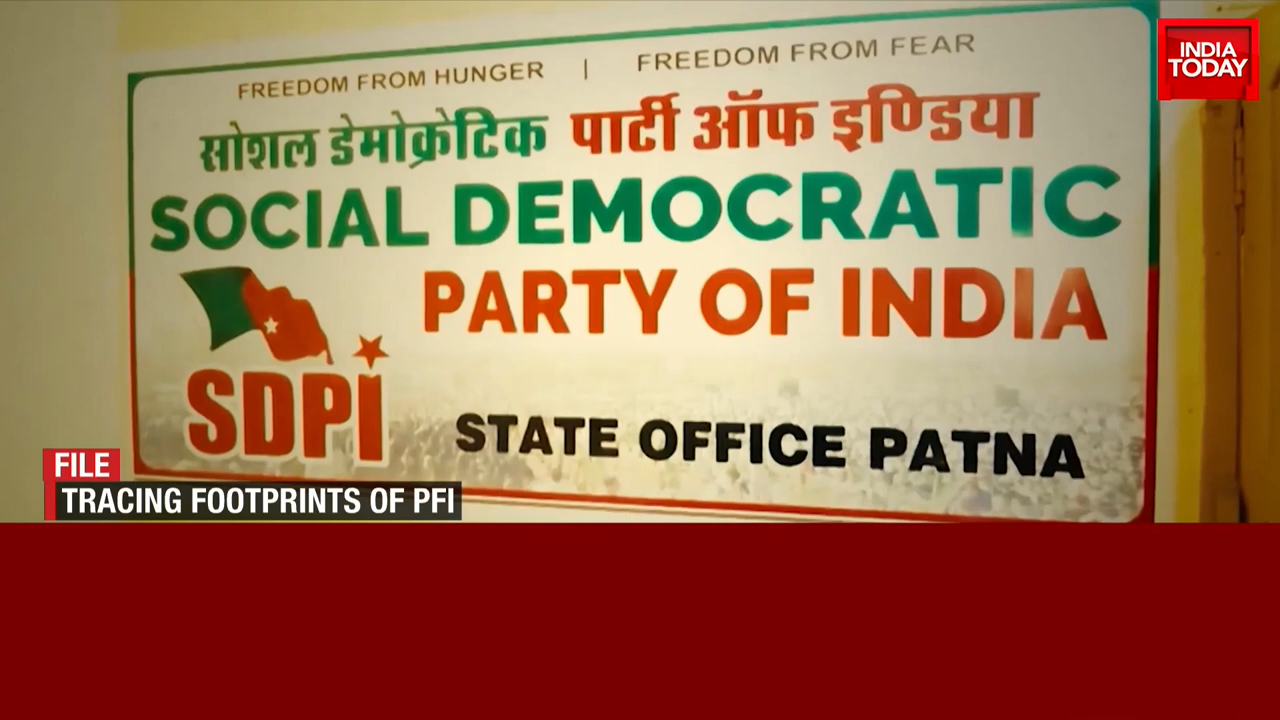 FREEDOM FROM HUNGER | FREEDOM FROM FEAR
सोशल डेमोक्रेटिक पार्टी ऑफ इण्डिया
SOCIAL DEMOCRATIC
PARTY OF INDIA
SDPI
STATE OFFICE PATNA
INDIA
TODAY
FILE
TRACING FOOTPRINTS OF PFI